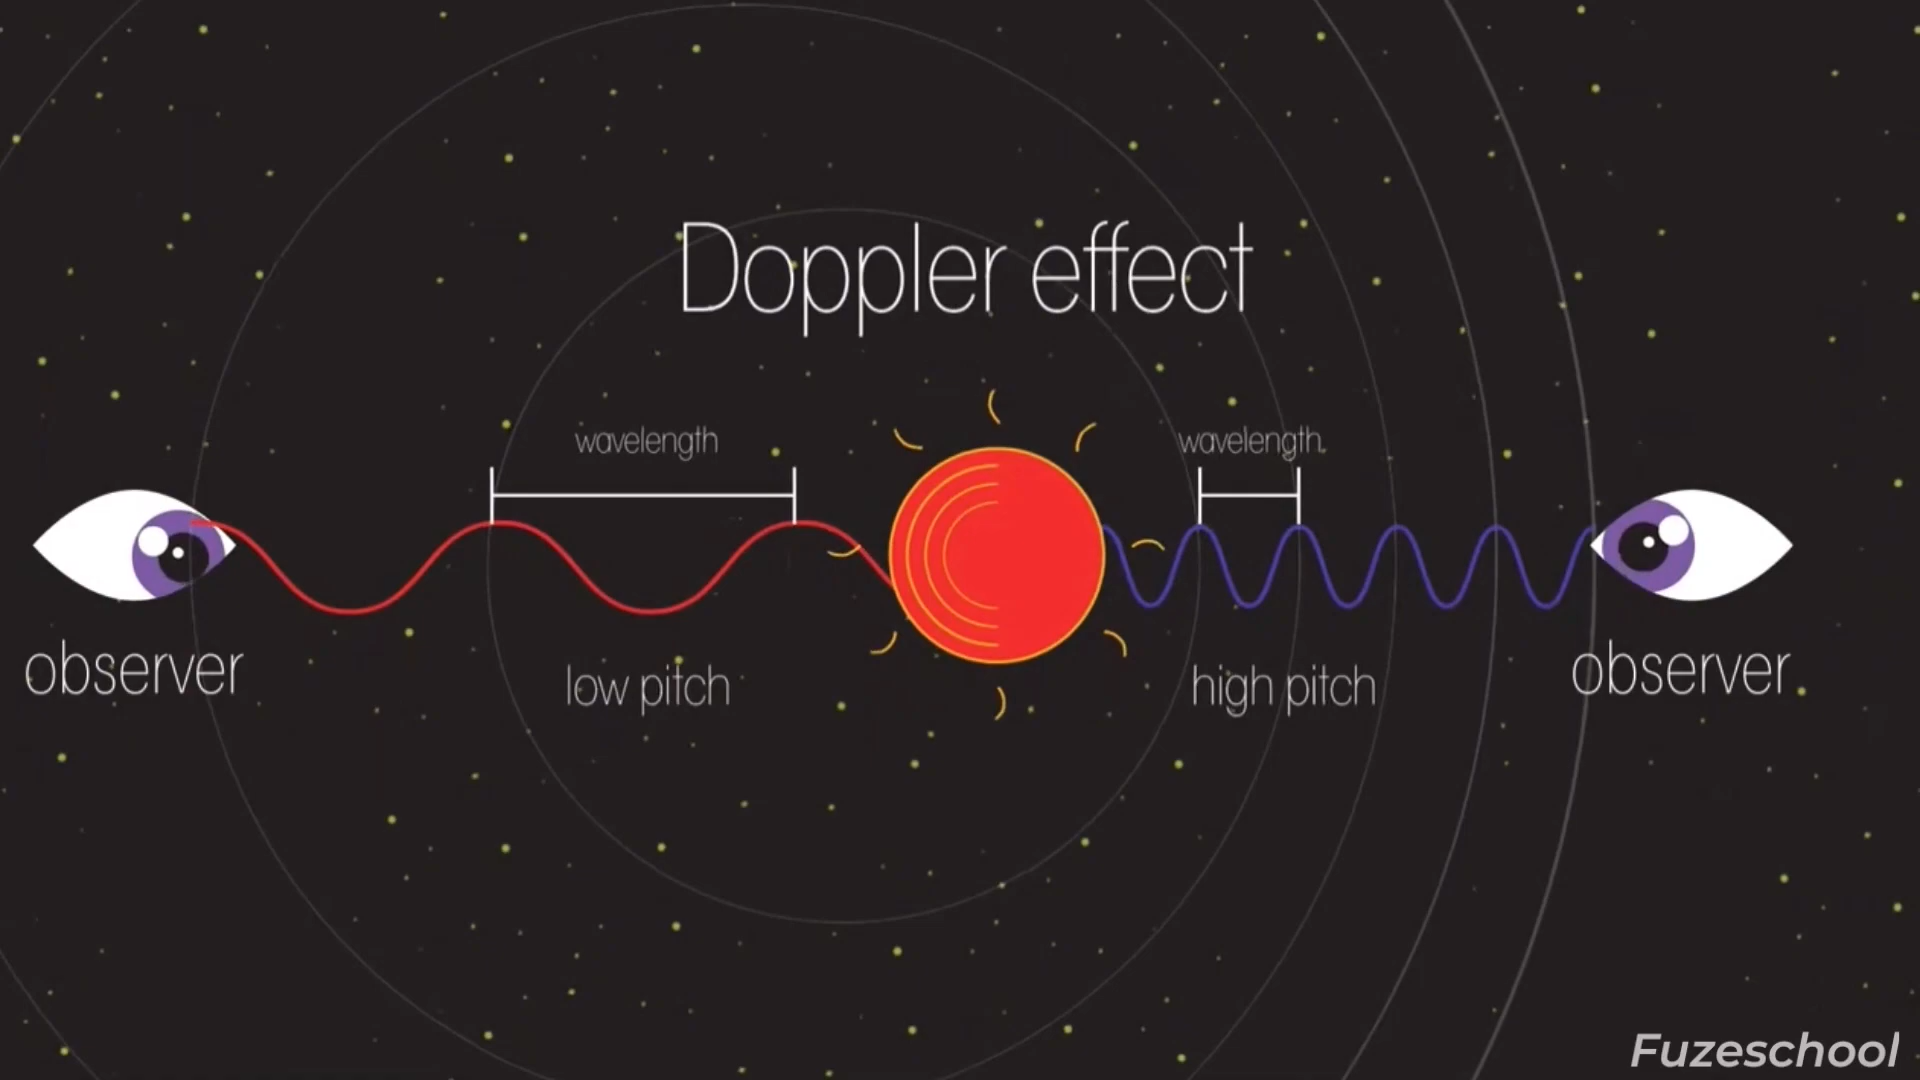 Doppler effect
wavelength
wavelength
observer
low pitch
high pitch
observer
Fuzeschool